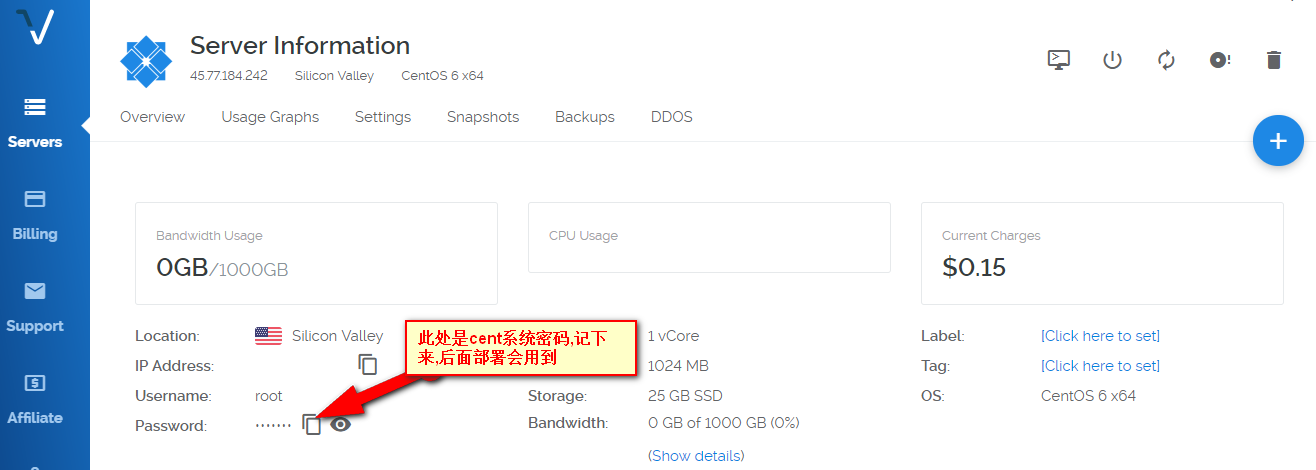 Server Information
45.77.184.242 Silicon Valley CentOS 6 x64
Overview Usage Graphs Settings Snapshots Backups DDOS
Servers
Billing
Support
Affiliate
Bandwidth Usage
0GB/1000GB
CPU Usage
Current Charges
$0.15
Location: Silicon Valley
IP Address:
Username: root
Password: ·······
此处是cent系统密码,记下
来,后面部署会用到
1 vCore
1024 MB
Storage: 25 GB SSD
Bandwidth: 0 GB of 1000 GB (0%)
(Show details)
Label: [Click here to set]
Tag: [Click here to set]
OS: CentOS 6 x64